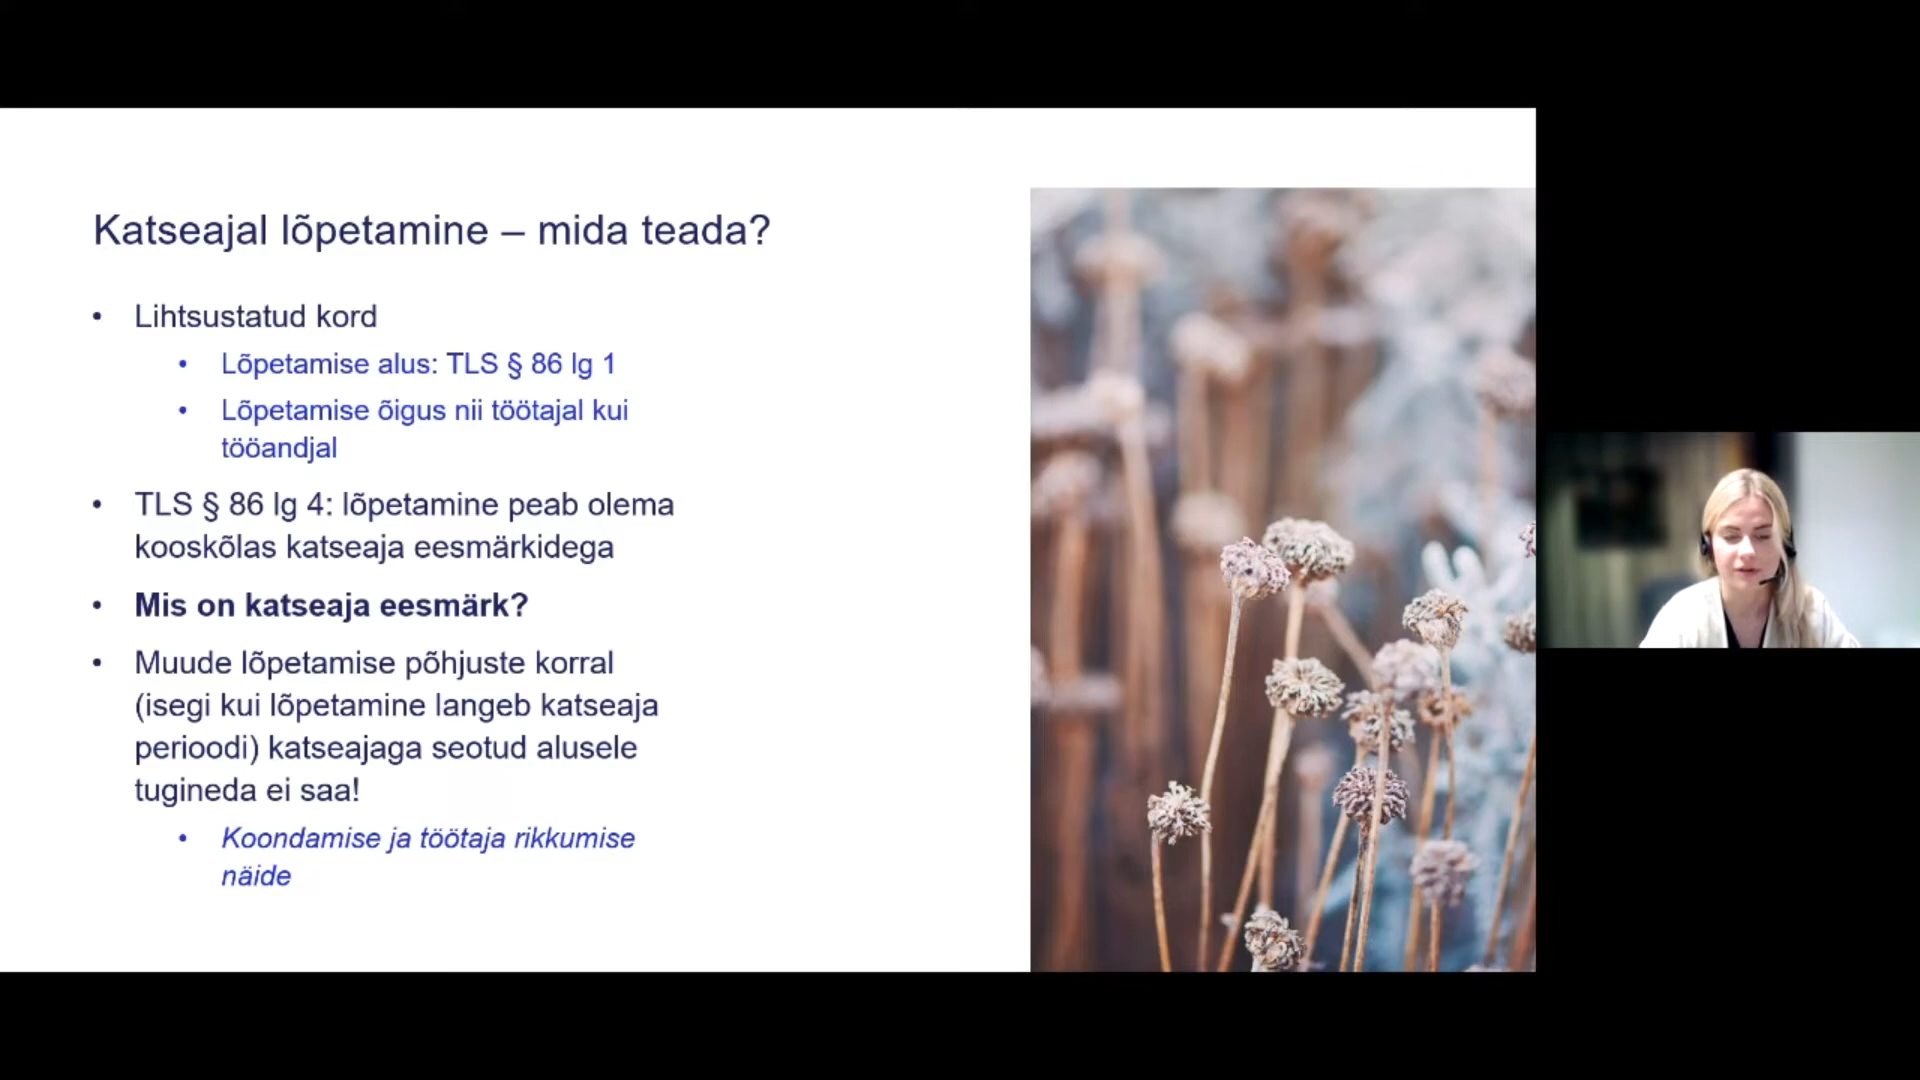 Katseajal lõpetamine – mida teada?
• Lihtsustatud kord
• Lõpetamise alus: TLS § 86 lg 1
• Lõpetamise õigus nii töötajal kui
tööandjal
• TLS § 86 lg 4: lõpetamine peab olema
kooskõlas katseaja eesmärkidega
• Mis on katseaja eesmärk?
• Muude lõpetamise põhjuste korral
(isegi kui lõpetamine langeb katseaja
perioodi) katseajaga seotud alusele
tugineda ei saa!
• Koondamise ja töötaja rikkumise
näide